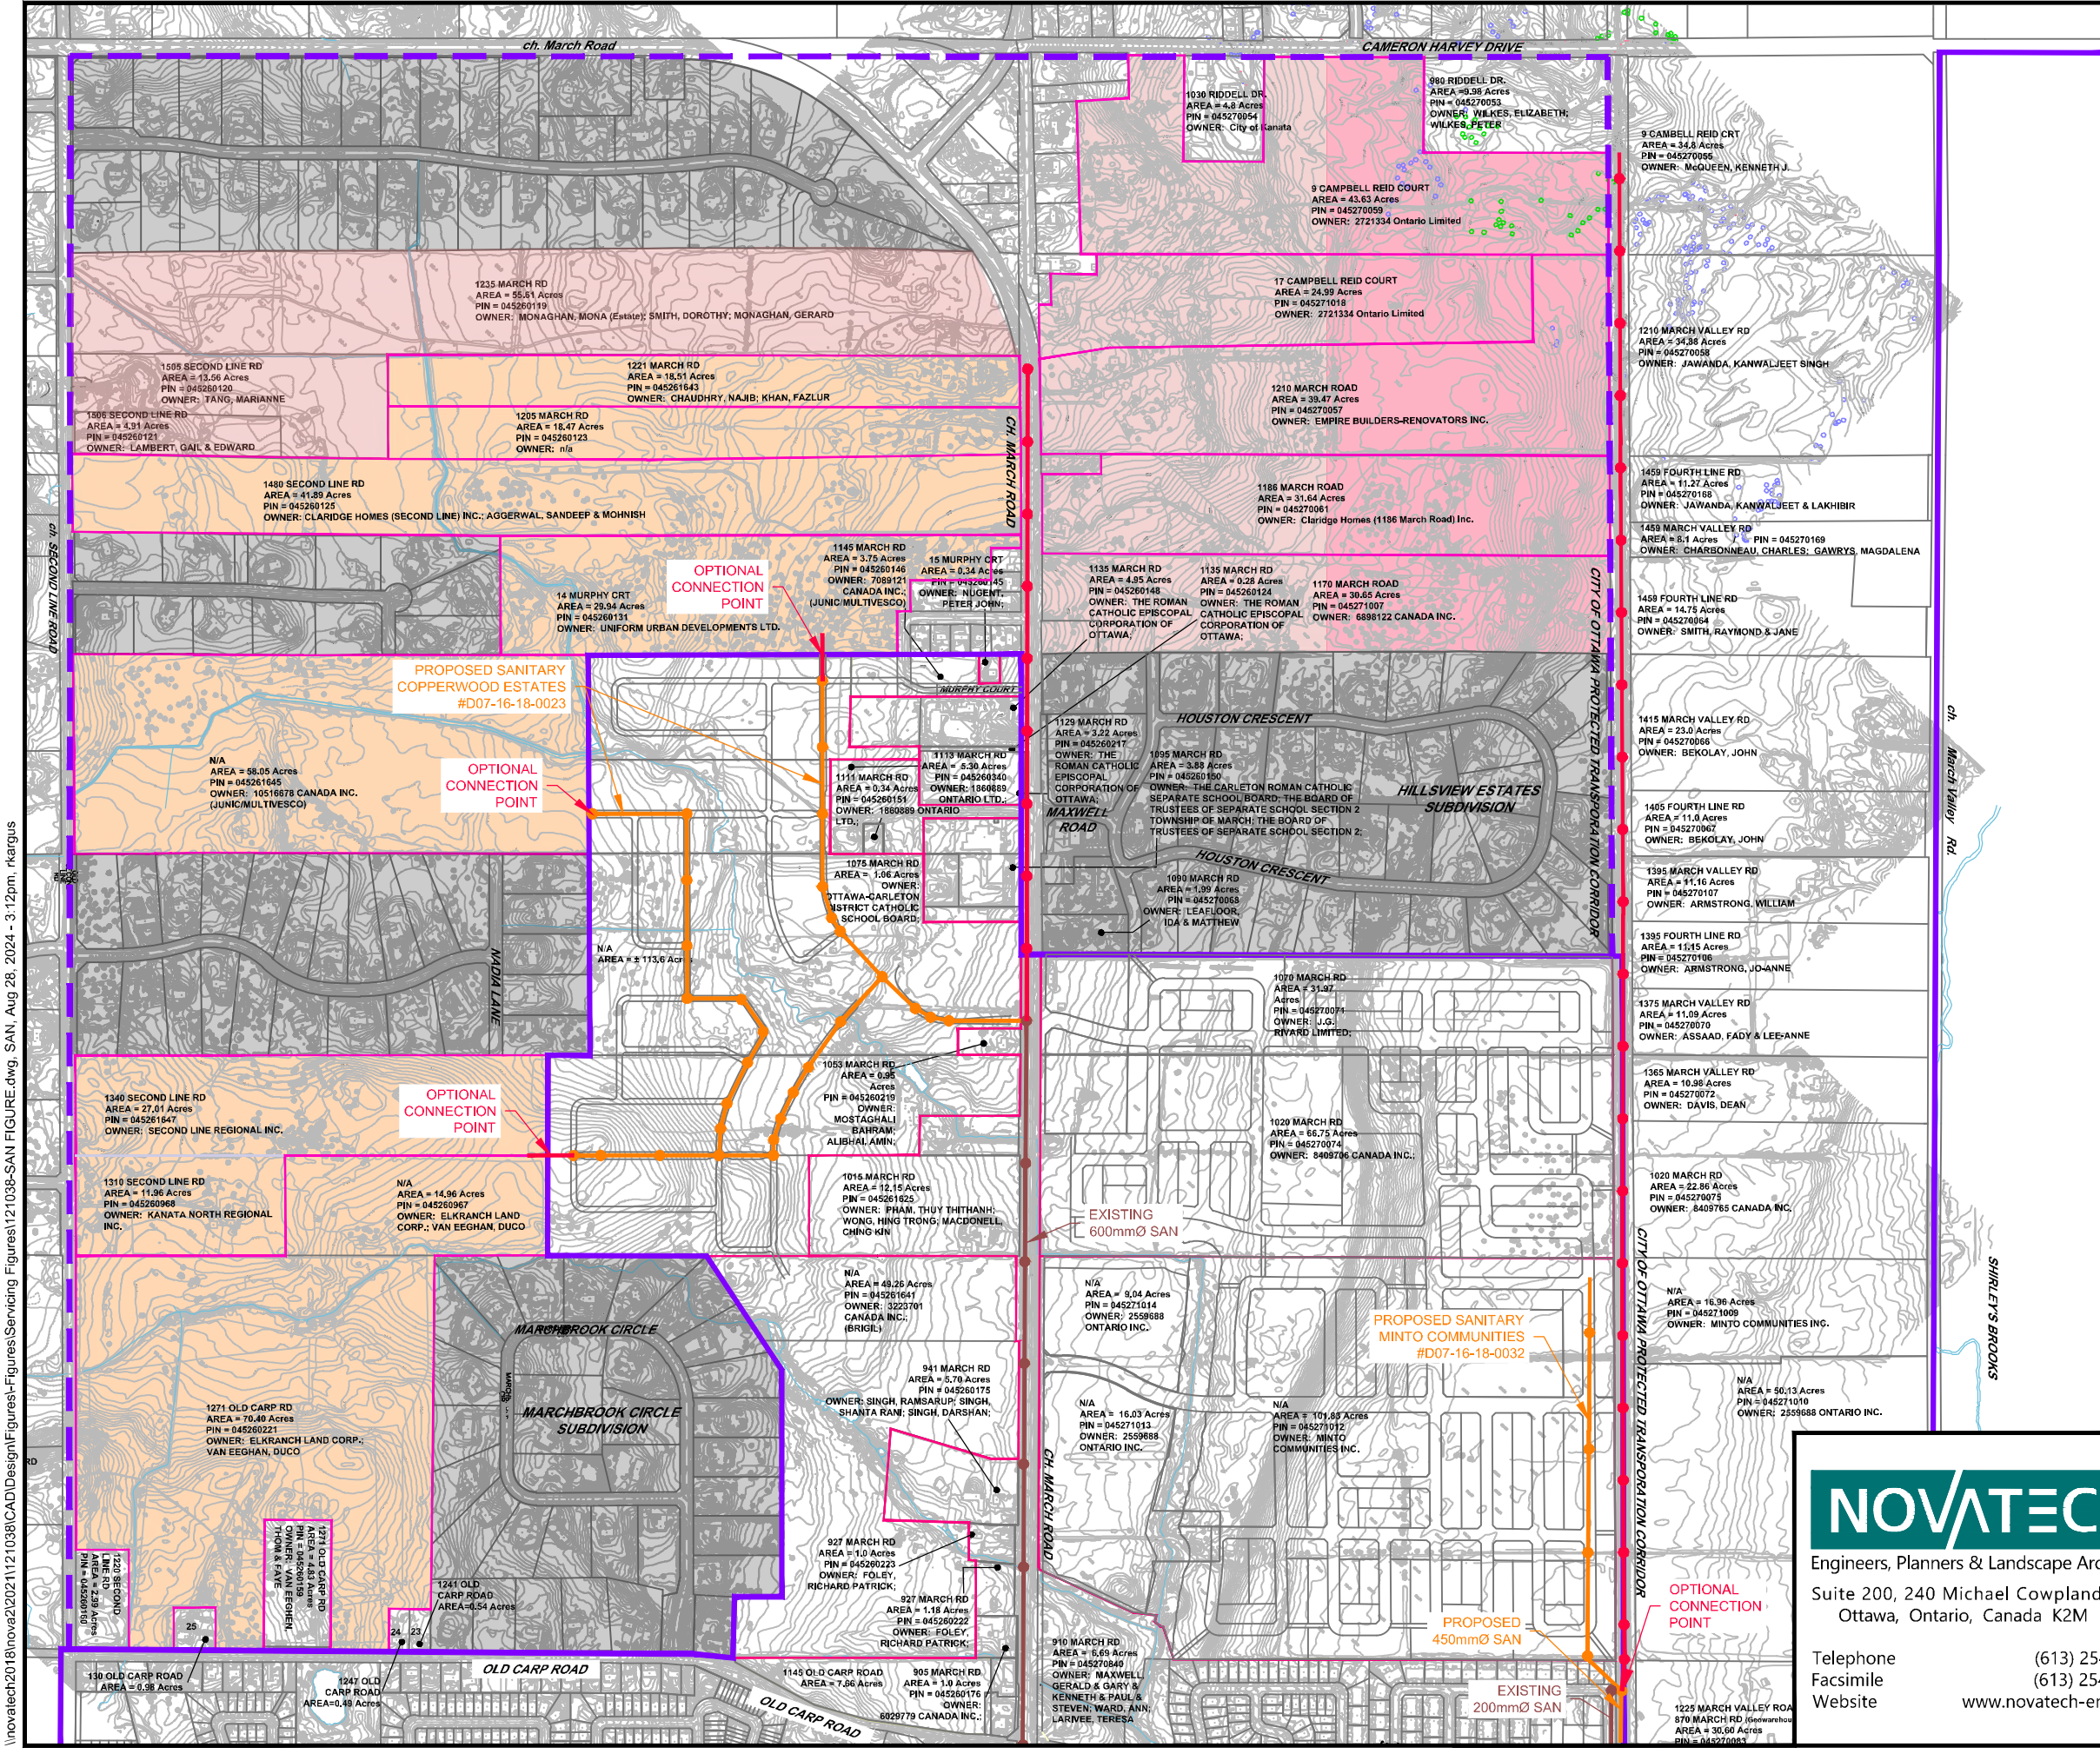 ch. March Road
CAMERON HARVEY DRIVE
1030 RIDDELL DR.
AREA = 4.8 Acres
PIN = 045270054
OWNER: City of Kanata
980 RIDDELL DR.
AREA =9.98 Acres
PIN = 045270053
OWNER: WILKES, ELIZABETH;
WILKES, PETER
9 CAMBELL REID CRT
AREA = 34.8 Acres
PIN = 045270055
OWNER: McQUEEN, KENNETH J.
9 CAMPBELL REID COURT
AREA = 43.63 Acres
PIN = 045270059
OWNER: 2721334 Ontario Limited
1235 MARCH RD
AREA = 55.61 Acres
PIN = 045260119
OWNER: MONAGHAN, MONA (Estate); SMITH, DOROTHY; MONAGHAN, GERARD
17 CAMPBELL REID COURT
AREA = 24.99 Acres
PIN = 045271018
OWNER: 2721334 Ontario Limited
1210 MARCH VALLEY RD
AREA = 34.88 Acres
PIN = 045270058
OWNER: JAWANDA, KANWALJEET SINGH
1505 SECOND LINE RD
AREA = 13.56 Acres
PIN = 045260120
OWNER: TANG, MARIANNE
1221 MARCH RD
AREA = 18.51 Acres
PIN = 045261643
OWNER: CHAUDHRY, NAJIB; KHAN, FAZLUR
1210 MARCH ROAD
AREA = 39.47 Acres
PIN = 045270057
OWNER: EMPIRE BUILDERS-RENOVATORS INC.
1506 SECOND LINE RD
AREA = 4.91 Acres
PIN = 045260121
OWNER: LAMBERT, GAIL & EDWARD
1205 MARCH RD
AREA = 18.47 Acres
PIN = 045260123
OWNER: n/a
CH. MARCH ROAD
1480 SECOND LINE RD
AREA = 41.89 Acres
PIN = 045260125
OWNER: CLARIDGE HOMES (SECOND LINE) INC.; AGGERWAL, SANDEEP & MOHNISH
1186 MARCH ROAD
AREA = 31.64 Acres
PIN = 045270061
OWNER: Claridge Homes (1186 March Road) Inc.
1459 FOURTH LINE RD
AREA = 11.27 Acres
PIN = 045270168
OWNER: JAWANDA, KANWALJEET & LAKHIBIR
1459 MARCH VALLEY RD
AREA = 8.1 Acres PIN = 045270169
OWNER: CHARBONNEAU, CHARLES; GAWRYS, MAGDALENA
ch. SECOND LINE ROAD
OPTIONAL
CONNECTION
POINT
1145 MARCH RD
AREA = 3.75 Acres
PIN = 045260146
OWNER: 7089121
CANADA INC.;
(JUNIC/MULTIVESCO)
15 MURPHY CRT
AREA = 0.34 Acres
PIN = 045260145
OWNER: NUGENT,
PETER JOHN;
14 MURPHY CRT
AREA = 29.94 Acres
PIN = 045260131
OWNER: UNIFORM URBAN DEVELOPMENTS LTD.
1135 MARCH RD
AREA = 4.95 Acres
PIN = 045260148
OWNER: THE ROMAN
CATHOLIC EPISCOPAL
CORPORATION OF
OTTAWA;
1135 MARCH RD
AREA = 0.28 Acres
PIN = 045260124
OWNER: THE ROMAN
CATHOLIC EPISCOPAL
CORPORATION OF
OTTAWA;
1170 MARCH ROAD
AREA = 30.65 Acres
PIN = 045271007
OWNER: 6898122 CANADA INC.
CITY OF OTTAWA PROTECTED TRANSPORTATION CORRIDOR
1459 FOURTH LINE RD
AREA = 14.75 Acres
PIN = 045270064
OWNER: SMITH, RAYMOND & JANE
PROPOSED SANITARY
COPPERWOOD ESTATES
#D07-16-18-0023
MURPHY COURT
HOUSTON CRESCENT
1415 MARCH VALLEY RD
AREA = 23.0 Acres
PIN = 045270066
OWNER: BEKOLAY, JOHN
ch. March Valley Rd.
N/A
AREA = 58.05 Acres
PIN = 045261645
OWNER: 10516678 CANADA INC.
(JUNIC/MULTIVESCO)
OPTIONAL
CONNECTION
POINT
1113 MARCH RD
AREA = 5.30 Acres
PIN = 045260340
OWNER: 1860889
ONTARIO LTD.;
1111 MARCH RD
AREA = 0.34 Acres
PIN = 045260151
OWNER: 1860889 ONTARIO
LTD.;
1129 MARCH RD
AREA = 3.22 Acres
PIN = 045260217
OWNER: THE
ROMAN CATHOLIC
EPISCOPAL
CORPORATION OF
OTTAWA;
1095 MARCH RD
AREA = 3.88 Acres
PIN = 045260150
OWNER: THE CARLETON ROMAN CATHOLIC
SEPARATE SCHOOL BOARD; THE BOARD OF
TRUSTEES OF SEPARATE SCHOOL SECTION 2
TOWNSHIP OF MARCH; THE BOARD OF
TRUSTEES OF SEPARATE SCHOOL SECTION 2;
MAXWELL
ROAD
HILLSVIEW ESTATES
SUBDIVISION
1405 FOURTH LINE RD
AREA = 11.0 Acres
PIN = 045270067
OWNER: BEKOLAY, JOHN
1075 MARCH RD
AREA = 1.06 Acres
OWNER:
OTTAWA-CARLETON
DISTRICT CATHOLIC
SCHOOL BOARD;
HOUSTON CRESCENT
1090 MARCH RD
AREA = 1.99 Acres
PIN = 045270068
OWNER: LEAFLOOR,
IDA & MATTHEW
1395 MARCH VALLEY RD
AREA = 11.16 Acres
PIN = 045270107
OWNER: ARMSTRONG, WILLIAM
NADIA LANE
N/A
AREA = ± 113.6 Acres
1395 FOURTH LINE RD
AREA = 11.15 Acres
PIN = 045270106
OWNER: ARMSTRONG, JO-ANNE
1070 MARCH RD
AREA = 31.97
Acres
PIN = 045270071
OWNER: J.G.
RIVARD LIMITED;
1375 MARCH VALLEY RD
AREA = 11.09 Acres
PIN = 045270070
OWNER: ASSAAD, FADY & LEE-ANNE
1053 MARCH RD
AREA = 0.95
Acres
PIN = 045260219
OWNER:
MOSTAGHALI
BAHRAM;
ALIBHAI, AMIN;
1365 MARCH VALLEY RD
AREA = 10.98 Acres
PIN = 045270072
OWNER: DAVIS, DEAN
1340 SECOND LINE RD
AREA = 27.01 Acres
PIN = 045261647
OWNER: SECOND LINE REGIONAL INC.
OPTIONAL
CONNECTION
POINT
1020 MARCH RD
AREA = 66.75 Acres
PIN = 045270074
OWNER: 8409706 CANADA INC.;
1310 SECOND LINE RD
AREA = 11.96 Acres
PIN = 045260968
OWNER: KANATA NORTH REGIONAL
INC.
N/A
AREA = 14.96 Acres
PIN = 045260967
OWNER: ELKRANCH LAND
CORP.; VAN EEGHAN, DUCO
1015 MARCH RD
AREA = 12.15 Acres
PIN = 045261625
OWNER: PHAM, THUY THITHANH;
WONG, HING TRONG; MACDONELL,
CHING KIN
EXISTING
600mmØ SAN
1020 MARCH RD
AREA = 22.86 Acres
PIN = 045270075
OWNER: 8409765 CANADA INC.
CITY OF OTTAWA PROTECTED TRANSPORTATION CORRIDOR
SHIRLEY'S BROOKS
N/A
AREA = 49.26 Acres
PIN = 045261641
OWNER: 3223701
CANADA INC.;
(BRIGIL)
N/A
AREA = 9.04 Acres
PIN = 045271014
OWNER: 2559688
ONTARIO INC.
N/A
AREA = 16.96 Acres
PIN = 045271009
OWNER: MINTO COMMUNITIES INC.
MARCHBROOK CIRCLE
PROPOSED SANITARY
MINTO COMMUNITIES
#D07-16-18-0032
941 MARCH RD
AREA = 5.70 Acres
PIN = 045260175
OWNER: SINGH, RAMSARUP; SINGH,
SHANTA RANI; SINGH, DARSHAN;
N/A
AREA = 50.13 Acres
PIN = 045271010
OWNER: 2559688 ONTARIO INC.
1271 OLD CARP RD
AREA = 70.40 Acres
PIN = 045260221
OWNER: ELKRANCH LAND CORP.;
VAN EEGHAN, DUCO
MARCHBROOK CIRCLE
SUBDIVISION
N/A
AREA = 16.03 Acres
PIN = 045271013
OWNER: 2559688
ONTARIO INC.
N/A
AREA = 101.83 Acres
PIN = 045271012
OWNER: MINTO
COMMUNITIES INC.
CH. MARCH ROAD
1271 OLD CARP RD
AREA = 4.83 Acres
PIN = 045260159
OWNER: VAN EEGHEN,
THOM & FAYE
1220 SECOND
LINE RD
AREA = 2.99 Acres
PIN = 045260160
927 MARCH RD
AREA = 1.0 Acres
PIN = 045260223
OWNER: FOLEY,
RICHARD PATRICK;
1241 OLD
CARP ROAD
AREA=0.54 Acres
927 MARCH RD
AREA = 1.18 Acres
PIN = 045260222
OWNER: FOLEY,
RICHARD PATRICK;
25
24 23
PROPOSED
450mmØ SAN
OPTIONAL
CONNECTION
POINT
130 OLD CARP ROAD
AREA = 0.98 Acres
1247 OLD
CARP ROAD
AREA=0.49 Acres
OLD CARP ROAD
OLD CARP ROAD
1145 OLD CARP ROAD
AREA = 7.66 Acres
905 MARCH RD
AREA = 1.0 Acres
PIN = 045260176
OWNER:
6029779 CANADA INC.;
910 MARCH RD
AREA = 6.69 Acres
PIN = 045270840
OWNER: MAXWELL,
GERALD & GARY &
KENNETH & PAUL &
STEVEN; WARD, ANN;
LARIVEE, TERESA
EXISTING
200mmØ SAN
1225 MARCH VALLEY ROA
870 MARCH RD (Geowarehou
AREA = 30.60 Acres
PIN = 045270083
NOVATEC
Engineers, Planners & Landscape Arc
Suite 200, 240 Michael Cowpland
Ottawa, Ontario, Canada K2M
Telephone (613) 254
Facsimile (613) 254
Website www.novatech-en
\\novatech2018\nova2\2021\121038\CAD\Design\Figures\-Figures\Servicing Figures\121038-SAN FIGURE.dwg, SAN, Aug 28, 2024 - 3:12pm, rkargus